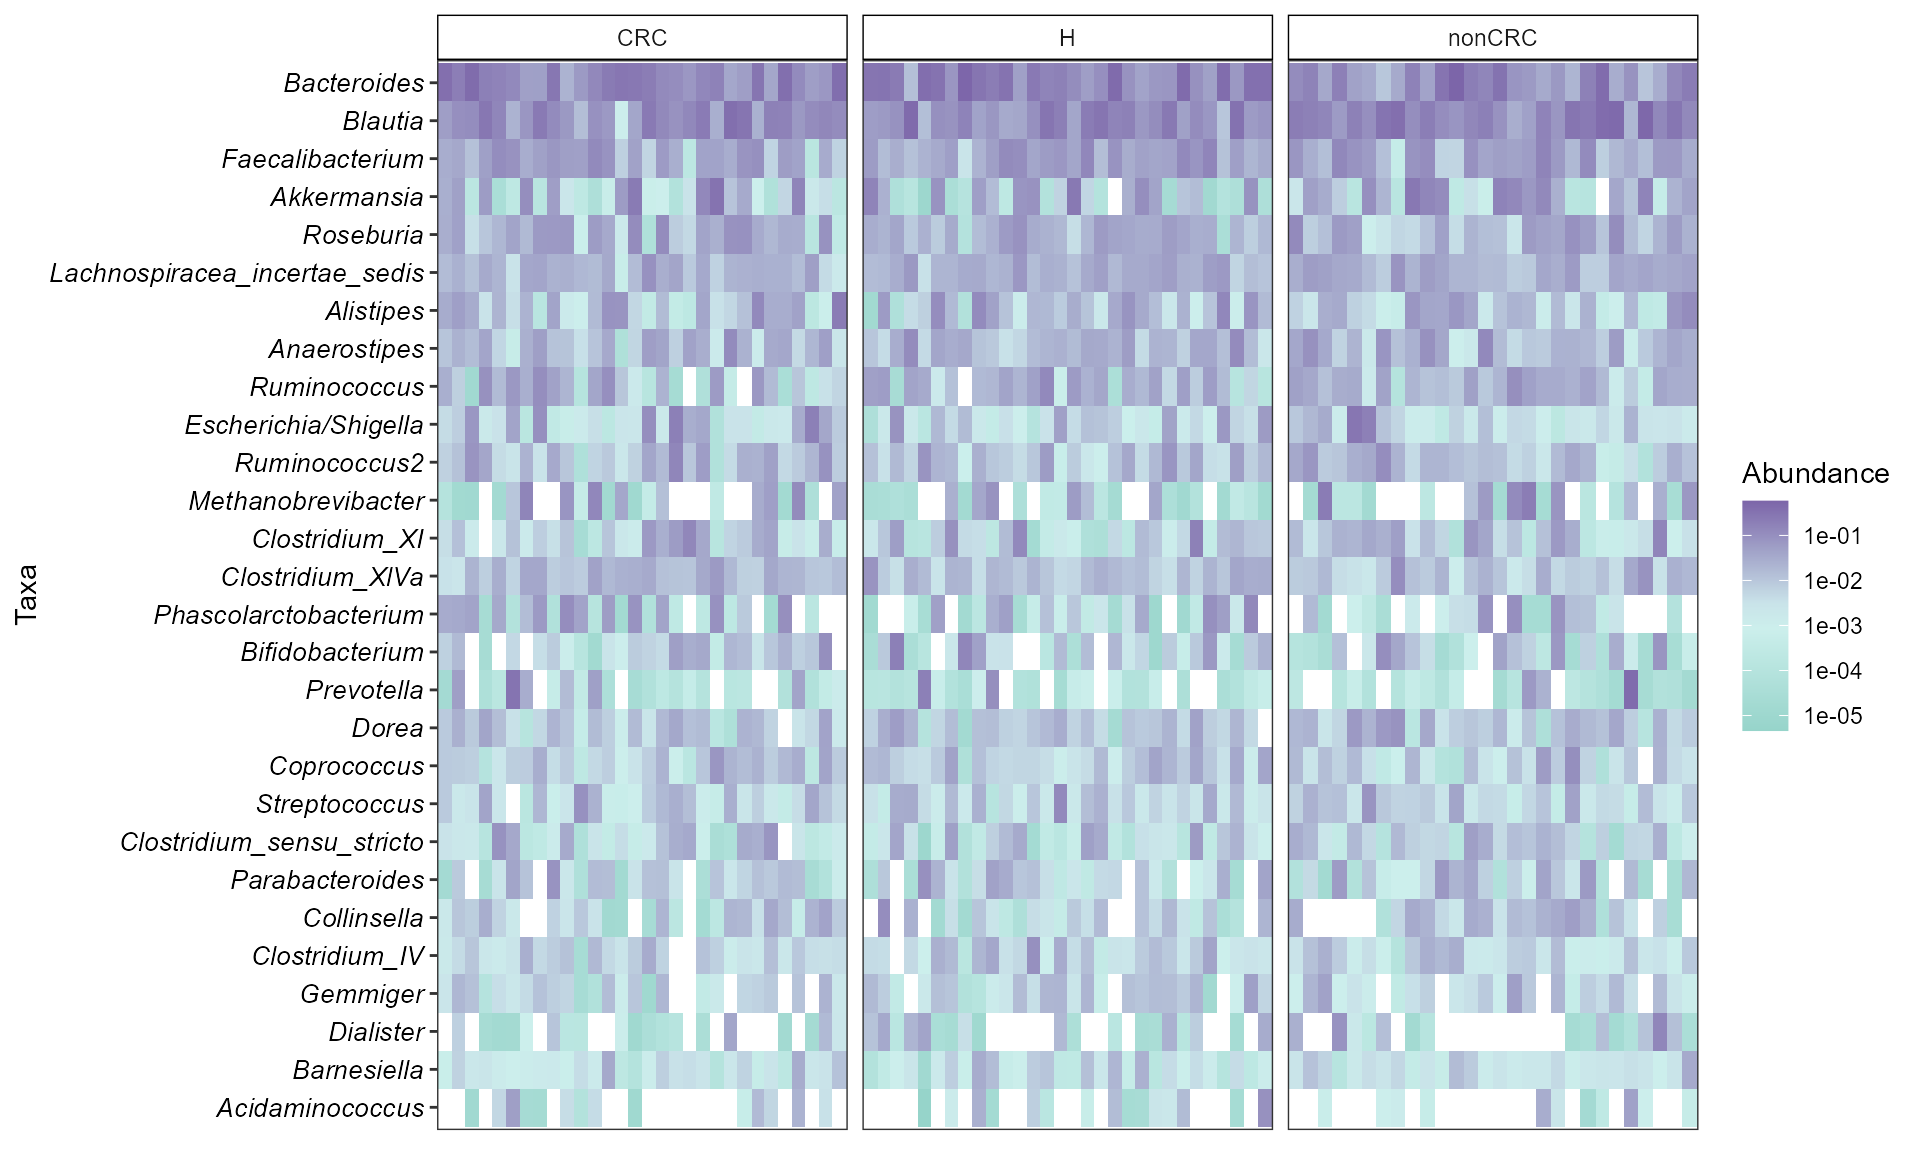 CRC
H
nonCRC
Bacteroides
Blautia
Faecalibacterium
Akkermansia
Roseburia
Lachnospiracea_incertae_sedis
Alistipes
Anaerostipes
Ruminococcus
Escherichia/Shigella
Ruminococcus2
Methanobrevibacter
Clostridium_XI
Clostridium_XIVa
Phascolarctobacterium
Bifidobacterium
Prevotella
Dorea
Coprococcus
Streptococcus
Clostridium_sensu_stricto
Parabacteroides
Collinsella
Clostridium_IV
Gemmiger
Dialister
Barnesiella
Acidaminococcus
Taxa
Abundance
1e-01
1e-02
1e-03
1e-04
1e-05